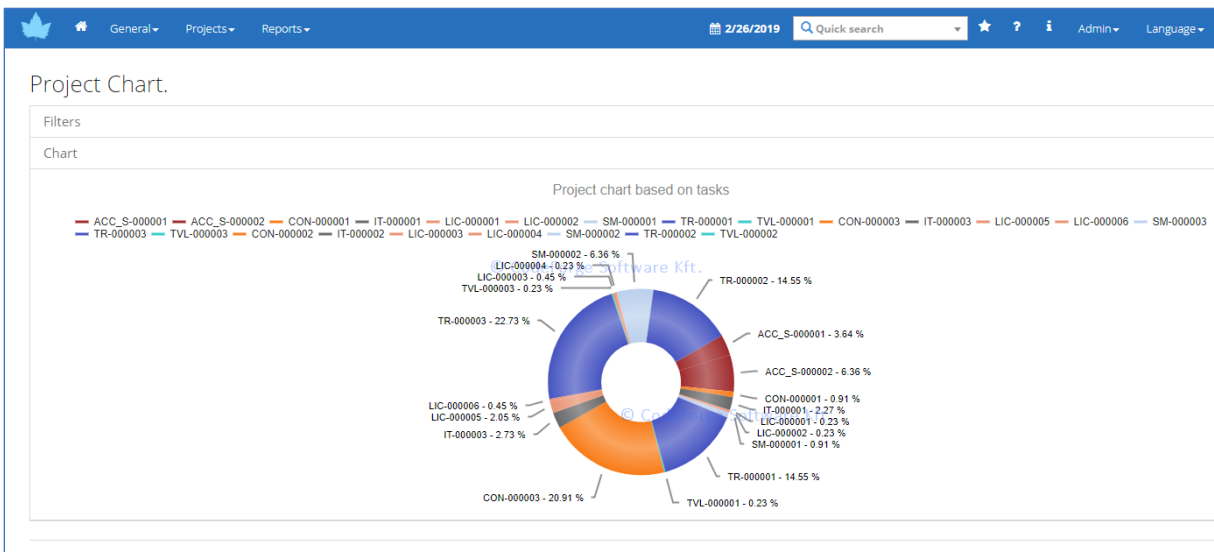 General Projects Reports 2/26/2019 Quick search ? i Admin Language
Project Chart.
Filters
Chart
Project chart based on tasks
ACC_S-000001 ACC_S-000002 CON-000001 IT-000001 LIC-000001 LIC-000002 SM-000001 TR-000001 TVL-000001 CON-000003 IT-000003 LIC-000005 LIC-000006 SM-000003
TR-000003 TVL-000003 CON-000002 IT-000002 LIC-000003 LIC-000004 SM-000002 TR-000002 TVL-000002
SM-000002 - 6.36 %
LIC-000004 - 0.23 %
Software Kft.
LIC-000003 - 0.45 %
TR-000002 - 14.55 %
TVL-000003 - 0.23 %
TR-000003 - 22.73 %
ACC_S-000001 - 3.64 %
ACC_S-000002 - 6.36 %
CON-000001 - 0.91 %
LIC-000006 - 0.45 %
IT-000001 - 2.27 %
LIC-000005 - 2.05 %
LIC-000001 - 0.23 %
LIC-000002 - 0.23 %
IT-000003 - 2.73 %
SM-000001 - 0.91 %
TR-000001 - 14.55 %
CON-000003 - 20.91 %
TVL-000001 - 0.23 %